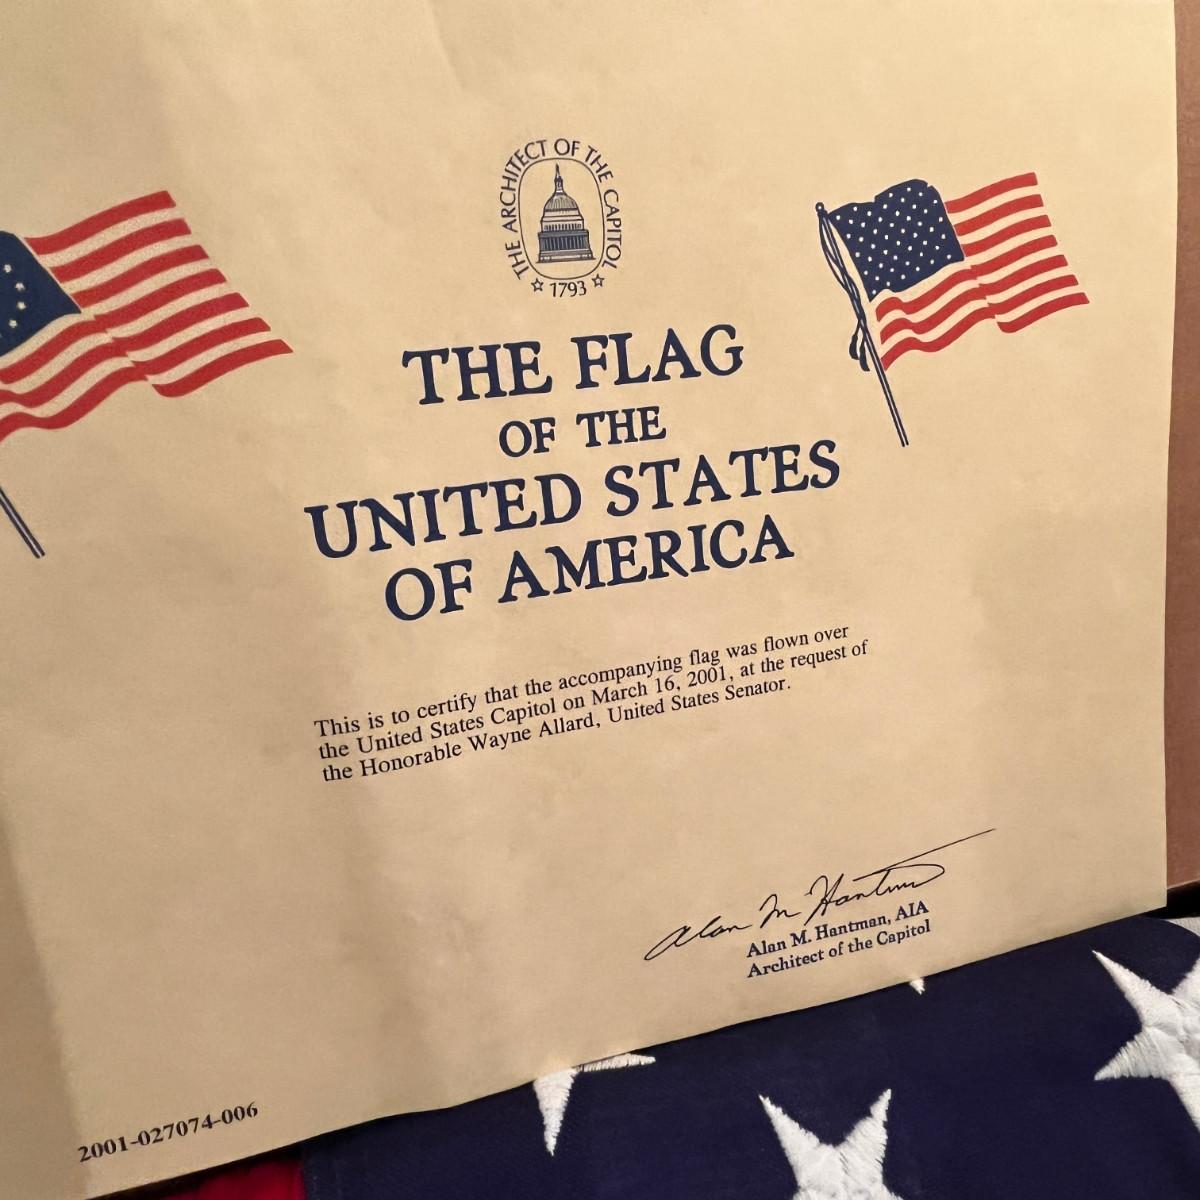 THE ARCHITECT OF THE CAPITOL
1793
THE FLAG
OF THE
UNITED STATES
OF AMERICA
This is to certify that the accompanying flag was flown over
the United States Capitol on March 16, 2001, at the request of
the Honorable Wayne Allard, United States Senator.
Alan M Hantman
Alan M. Hantman, AIA
Architect of the Capitol
2001-027074-006